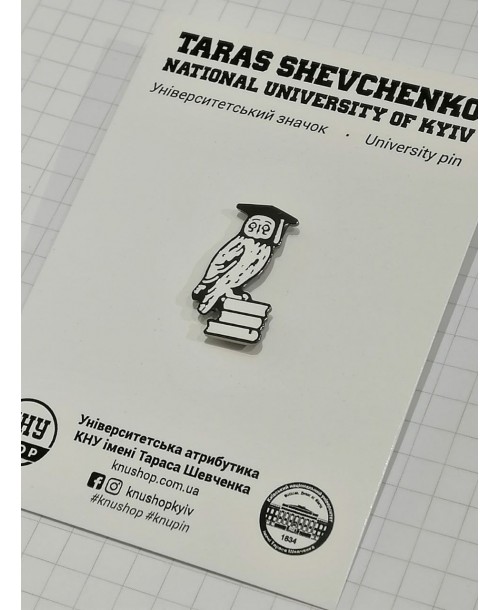 TARAS SHEVCHENKO
NATIONAL UNIVERSITY OF KYIV
Університетський значок · University pin
Університетська атрибутика
КНУ імені Тараса Шевченка
knushop.com.ua
knushopkyiv
#knushop #knupin
1834